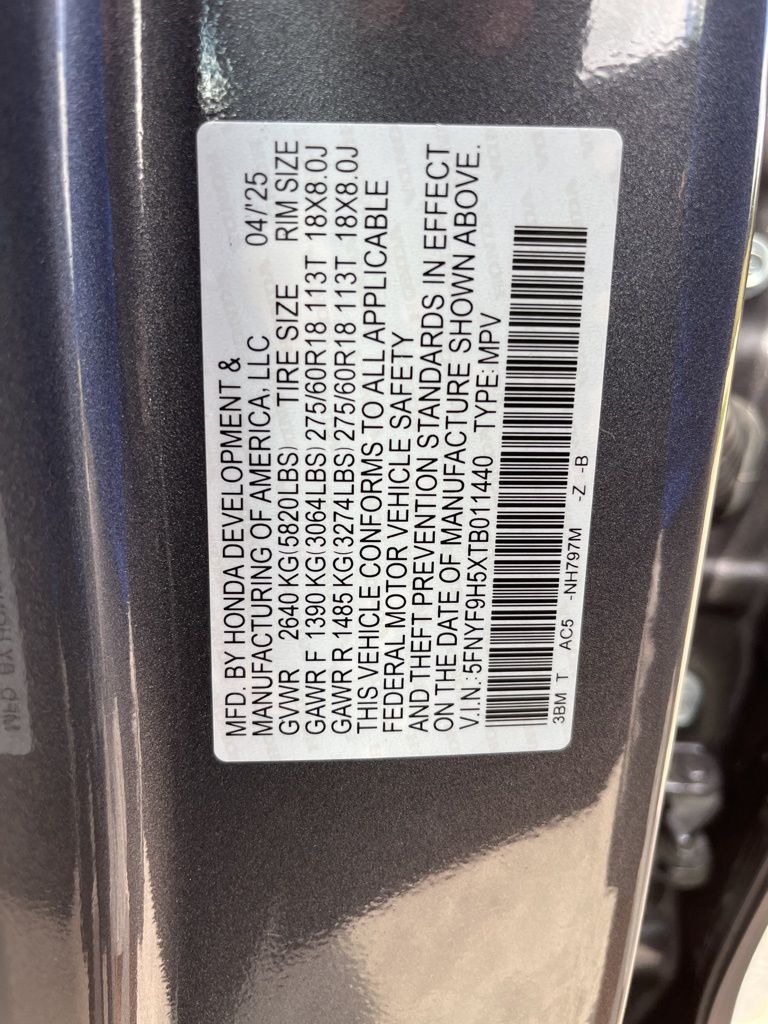 MFD. BY HONDA DEVELOPMENT &
MANUFACTURING OF AMERICA, LLC 04/'25
GVWR 2640 KG(5820LBS) TIRE SIZE RIM SIZE
GAWR F 1390 KG(3064LBS) 275/60R18 113T 18X8.0J
GAWR R 1485 KG(3274LBS) 275/60R18 113T 18X8.0J
THIS VEHICLE CONFORMS TO ALL APPLICABLE
FEDERAL MOTOR VEHICLE SAFETY
AND THEFT PREVENTION STANDARDS IN EFFECT
ON THE DATE OF MANUFACTURE SHOWN ABOVE.
V.I.N.:5FNYF9H5XTB011440 TYPE:MPV
3BM T AC5 -NH797M -Z -B